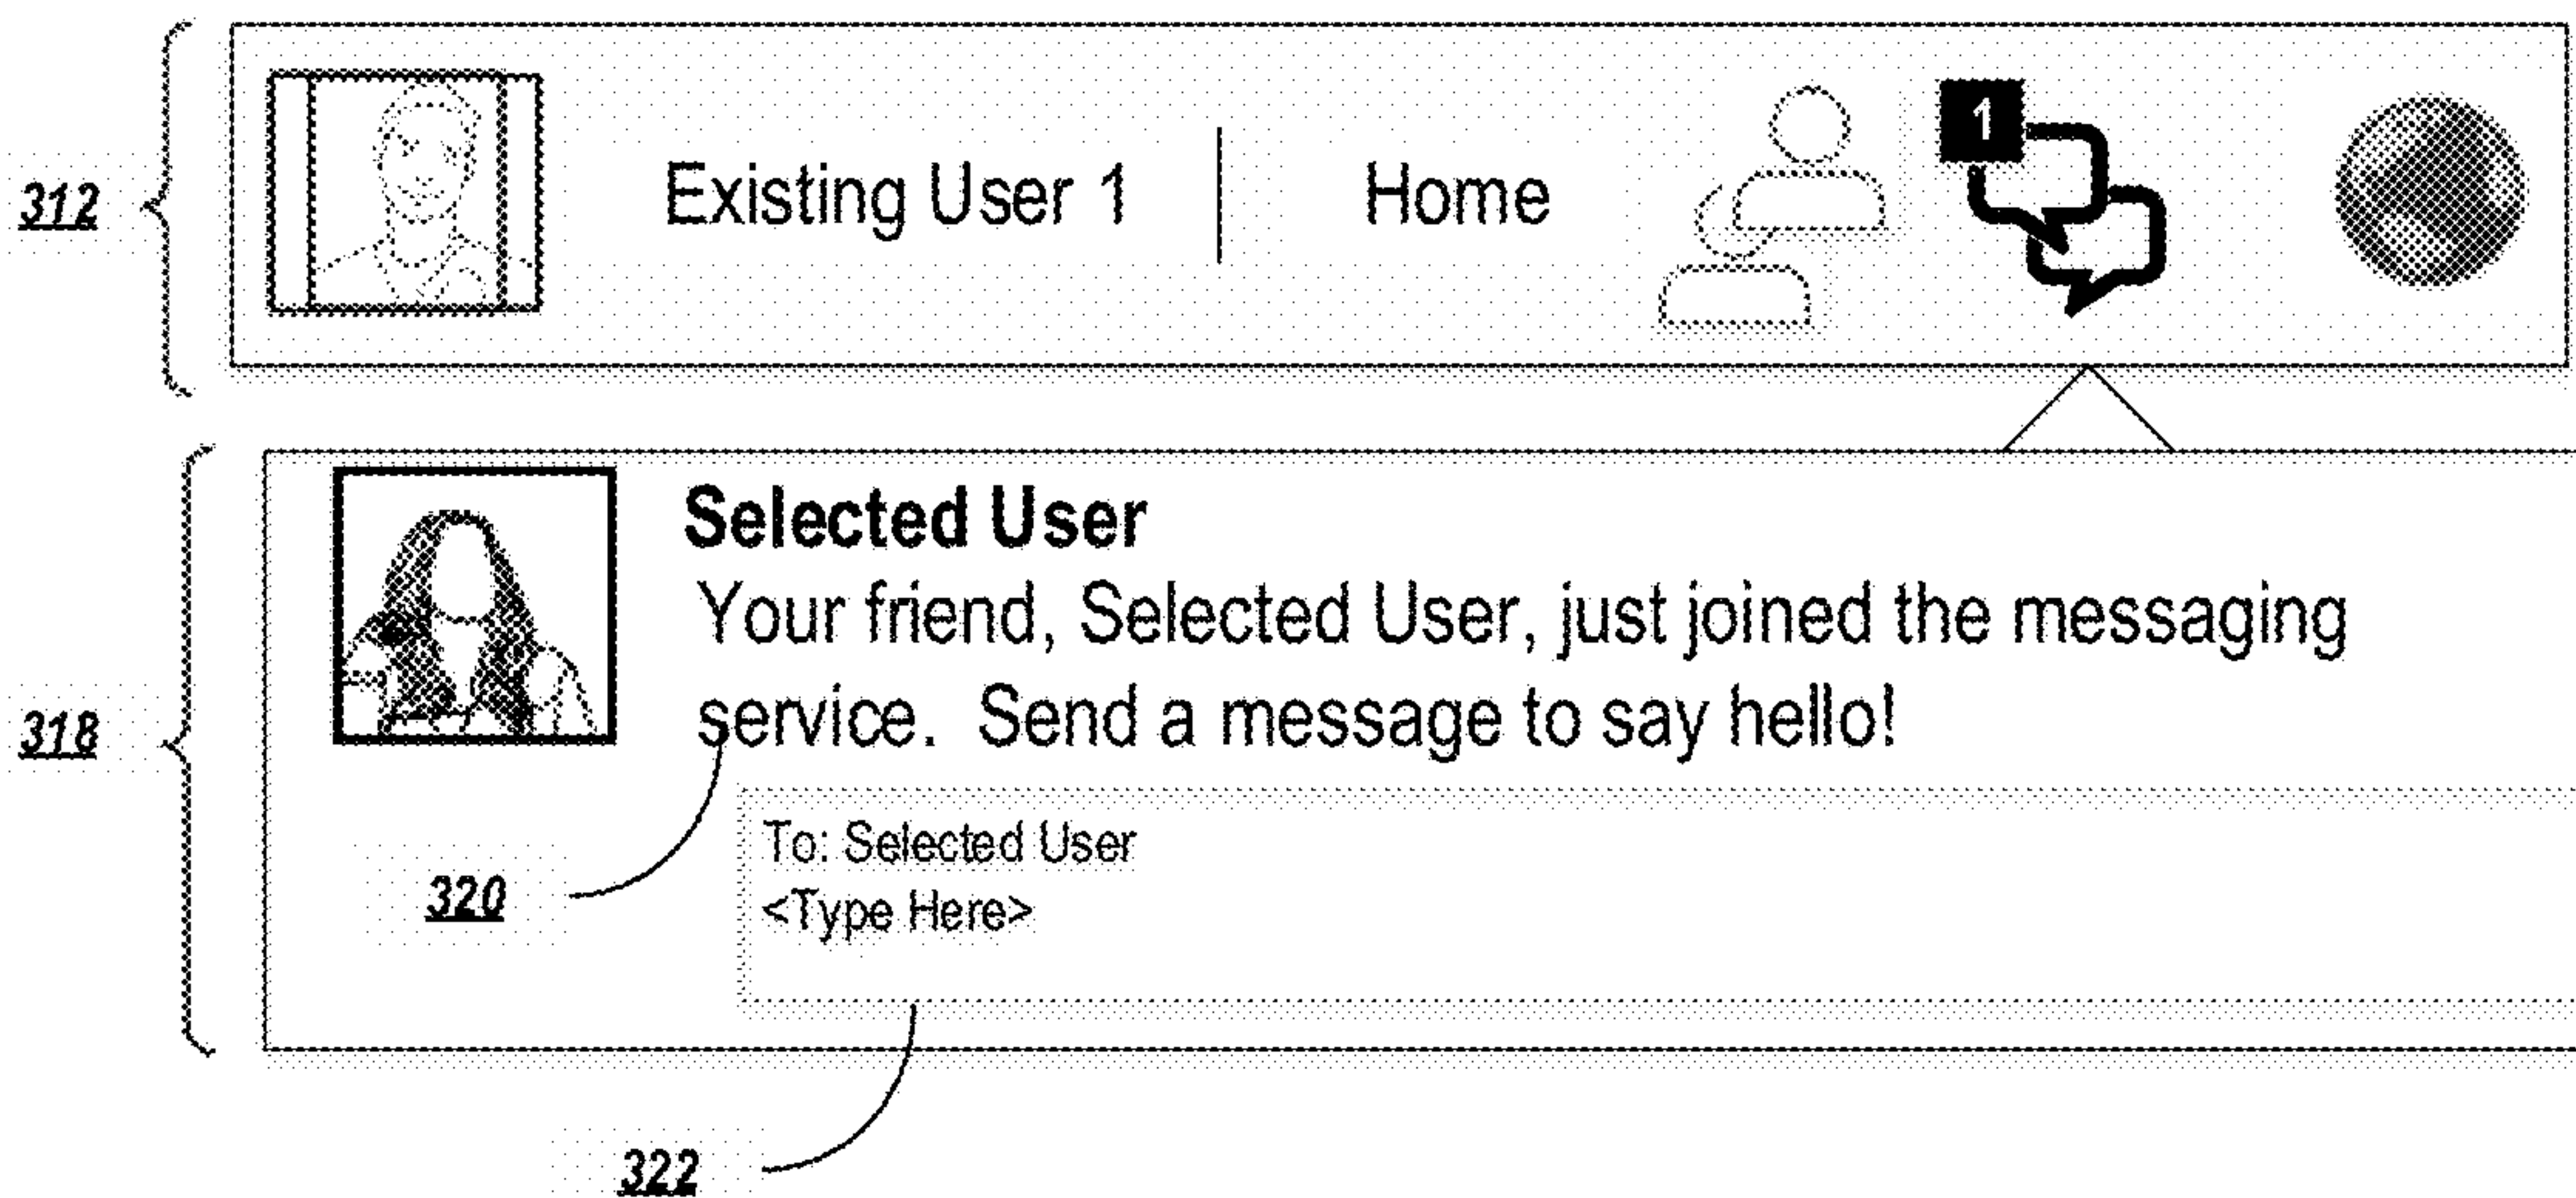 312
Existing User 1
Home
1
318
Selected User
Your friend, Selected User, just joined the messaging
service. Send a message to say hello!
320
To: Selected User
<Type Here>
322